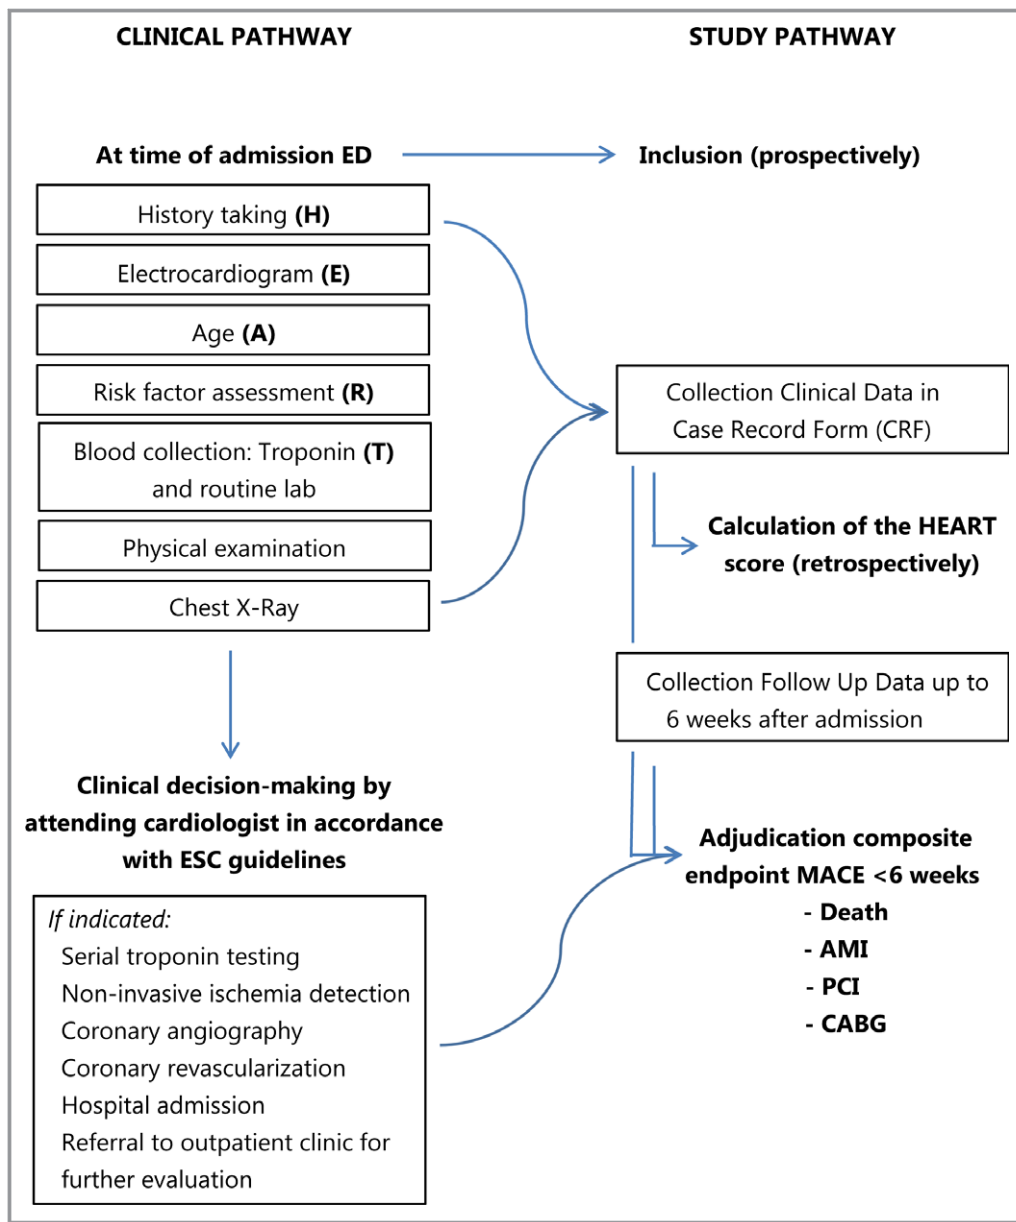 CLINICAL PATHWAY
STUDY PATHWAY
At time of admission ED
Inclusion (prospectively)
History taking (H)
Electrocardiogram (E)
Age (A)
Risk factor assessment (R)
Blood collection: Troponin (T)
and routine lab
Physical examination
Chest X-Ray
Collection Clinical Data in
Case Record Form (CRF)
Calculation of the HEART
score (retrospectively)
Collection Follow Up Data up to
6 weeks after admission
Clinical decision-making by
attending cardiologist in accordance
with ESC guidelines
If indicated:
Serial troponin testing
Non-invasive ischemia detection
Coronary angiography
Coronary revascularization
Hospital admission
Referral to outpatient clinic for
further evaluation
Adjudication composite
endpoint MACE <6 weeks
- Death
- AMI
- PCI
- CABG